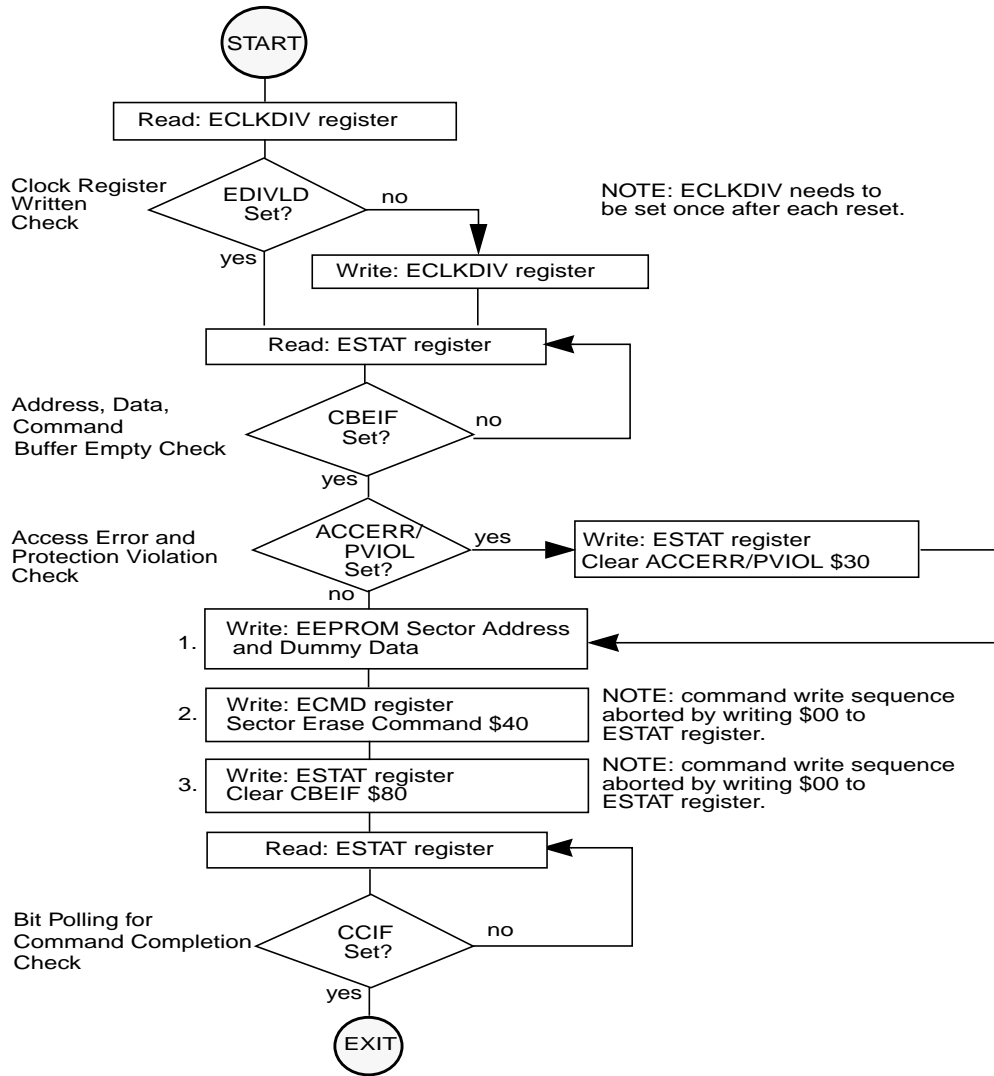 START
Read: ECLKDIV register
Clock Register
Written
Check
EDIVLD
Set?
no
yes
NOTE: ECLKDIV needs to
be set once after each reset.
Write: ECLKDIV register
Read: ESTAT register
Address, Data,
Command
Buffer Empty Check
CBEIF
Set?
no
yes
Access Error and
Protection Violation
Check
ACCERR/
PVIOL
Set?
yes
no
Write: ESTAT register
Clear ACCERR/PVIOL $30
1.
Write: EEPROM Sector Address
and Dummy Data
2.
Write: ECMD register
Sector Erase Command $40
NOTE: command write sequence
aborted by writing $00 to
ESTAT register.
3.
Write: ESTAT register
Clear CBEIF $80
NOTE: command write sequence
aborted by writing $00 to
ESTAT register.
Read: ESTAT register
Bit Polling for
Command Completion
Check
CCIF
Set?
no
yes
EXIT